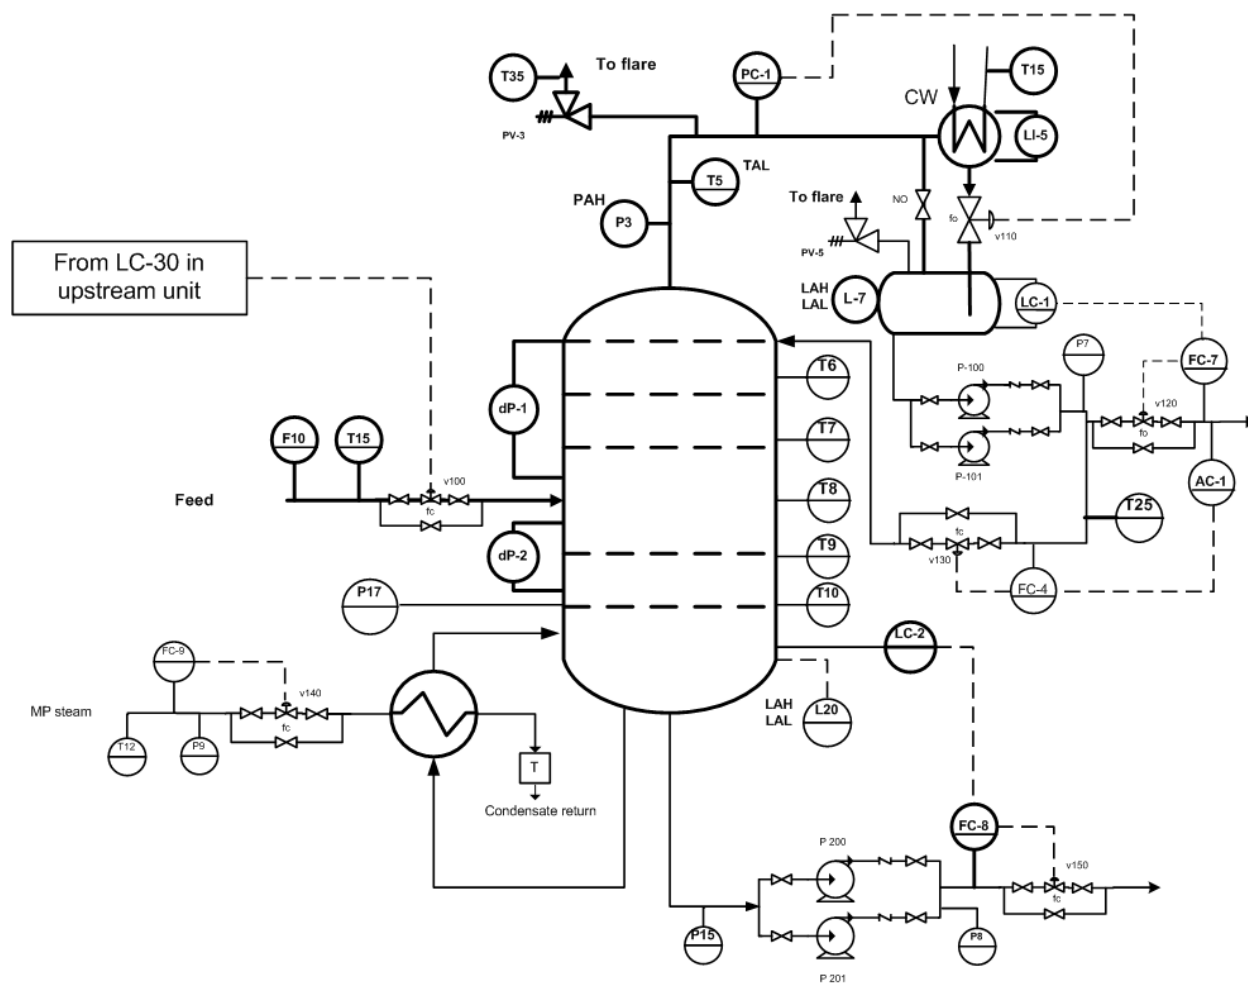 To flare
T35
PV-3
PC-1
CW
T15
LI-5
TAL
T5
PAH
P3
NO
fo
v110
To flare
PV-5
From LC-30 in
upstream unit
LAH
LAL
L-7
LC-1
P7
FC-7
P-100
v120
fo
P-101
AC-1
T25
T6
dP-1
T7
F10
T15
v100
fc
Feed
T8
fc
v130
FC-4
dP-2
T9
P17
T10
LC-2
FC-9
v140
MP steam
fc
T12
P9
LAH
LAL
L20
T
Condensate return
FC-8
P 200
v150
fc
P15
P8
P 201